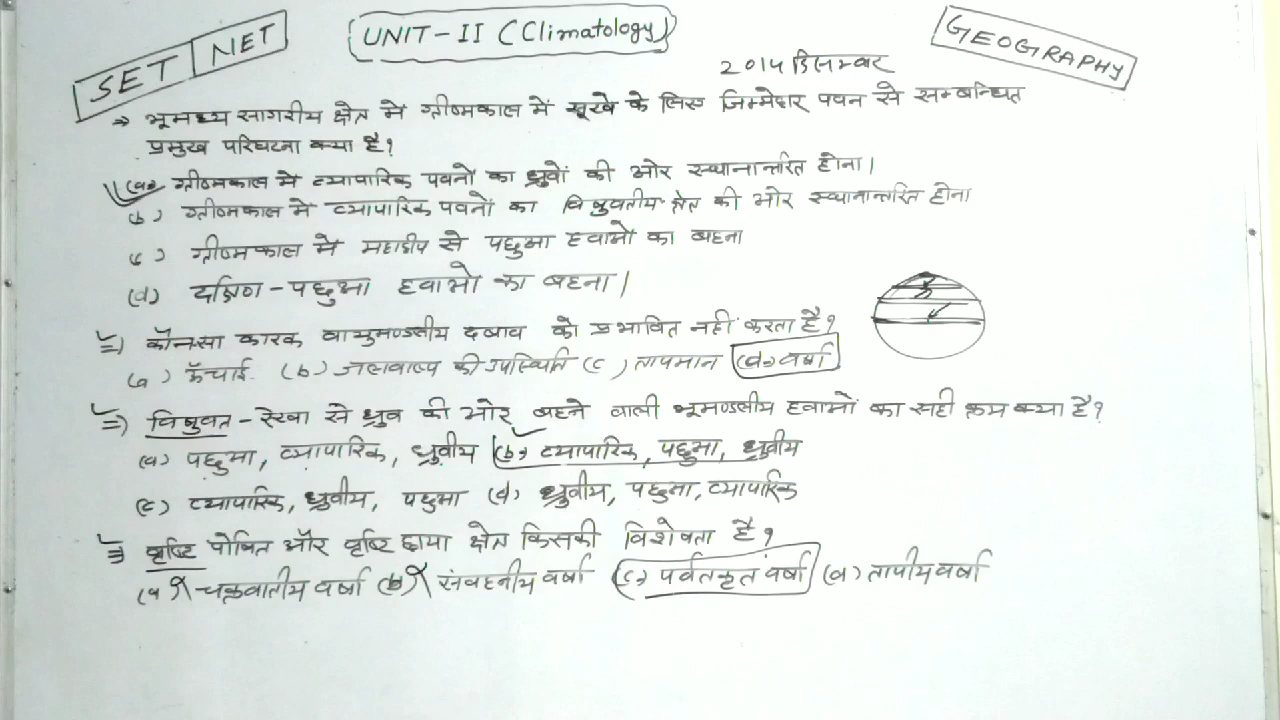 SET NET
UNIT-II (Climatology)
GEOGRAPHY
2014 दिसम्बर
→ भूमध्य सागरीय क्षेत्र में ग्रीष्मकाल में सूखे के लिए जिम्मेदार पवन से सम्बन्धित
प्रमुख परिघटना क्या है?
(a) ग्रीष्मकाल में व्यापारिक पवनों का ध्रुवों की ओर स्थानान्तरित होना।
(b) ग्रीष्मकाल में व्यापारिक पवनों का विषुवतीय क्षेत्र की ओर स्थानान्तरित होना
(c) ग्रीष्मकाल में महाद्वीप से पछुआ हवाओं का बहना
(d) दक्षिण - पछुआ हवाओं का बहना।
⇒ कौनसा कारक वायुमण्डलीय दबाव को प्रभावित नहीं करता है?
(a) ऊँचाई (b) जलवाष्प की उपस्थिति (c) तापमान (d) वर्षा
⇒ विषुवत - रेखा से ध्रुव की ओर बहने वाली भूमण्डलीय हवाओं का सही क्रम क्या है?
(a) पछुआ, व्यापारिक, ध्रुवीय (b) व्यापारिक, पछुआ, ध्रुवीय
(c) व्यापारिक, ध्रुवीय, पछुआ (d) ध्रुवीय, पछुआ, व्यापारिक
⇒ वृष्टि पोषित और वृष्टि छाया क्षेत्र किसकी विशेषता है?
(a) चक्रवातीय वर्षा (b) संवहनीय वर्षा (c) पर्वतकृत वर्षा (d) तापीय वर्षा